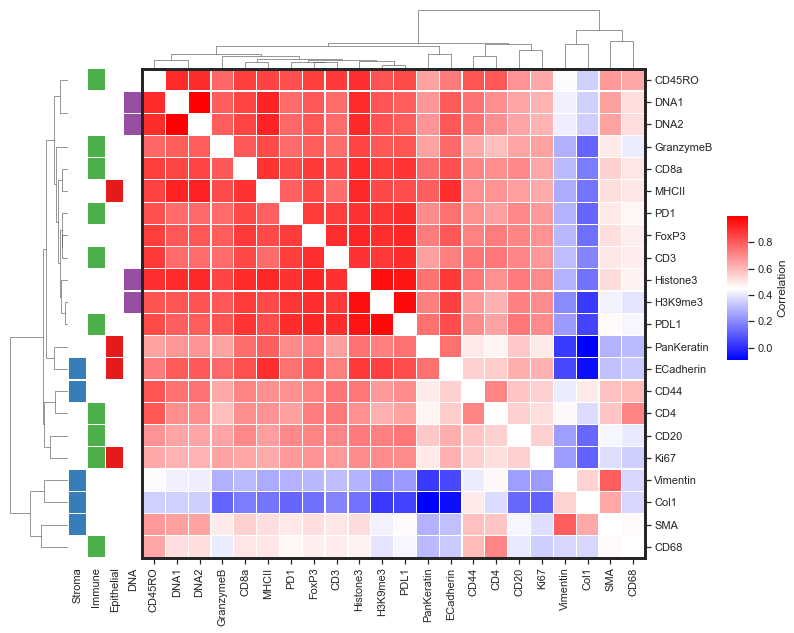 CD45RO
DNA1
DNA2
GranzymeB
CD8a
MHCII
PD1
FoxP3
CD3
Histone3
H3K9me3
PDL1
PanKeratin
ECadherin
CD44
CD4
CD20
Ki67
Vimentin
Col1
SMA
CD68
0.8
0.6
0.4
0.2
0.0
Correlation
Stroma
Immune
Epithelial
DNA
CD45RO
DNA1
DNA2
GranzymeB
CD8a
MHCII
PD1
FoxP3
CD3
Histone3
H3K9me3
PDL1
PanKeratin
ECadherin
CD44
CD4
CD20
Ki67
Vimentin
Col1
SMA
CD68